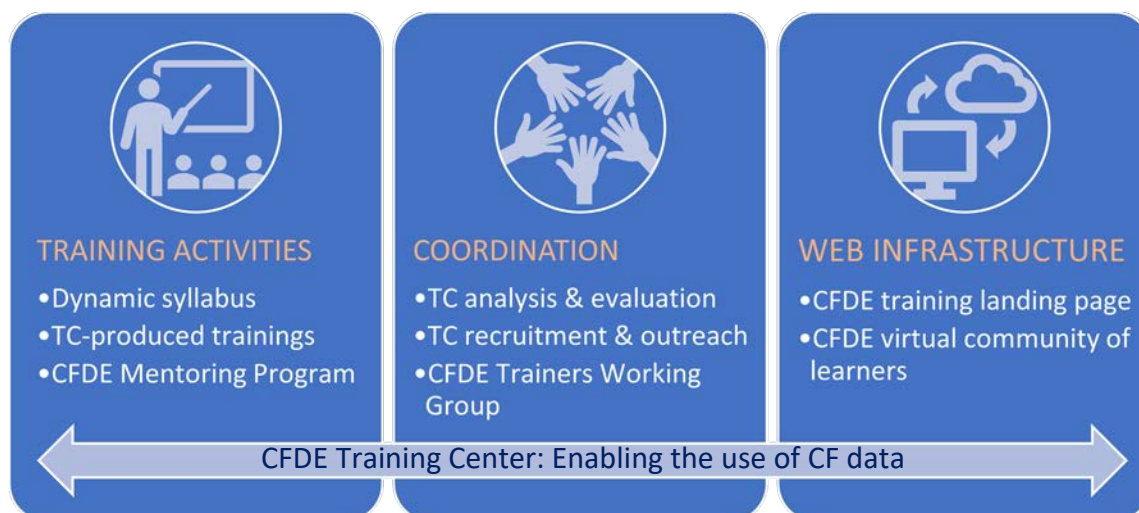 TRAINING ACTIVITIES
•Dynamic syllabus
•TC-produced trainings
•CFDE Mentoring Program
COORDINATION
•TC analysis & evaluation
•TC recruitment & outreach
•CFDE Trainers Working
Group
WEB INFRASTRUCTURE
•CFDE training landing page
•CFDE virtual community of
learners
CFDE Training Center: Enabling the use of CF data